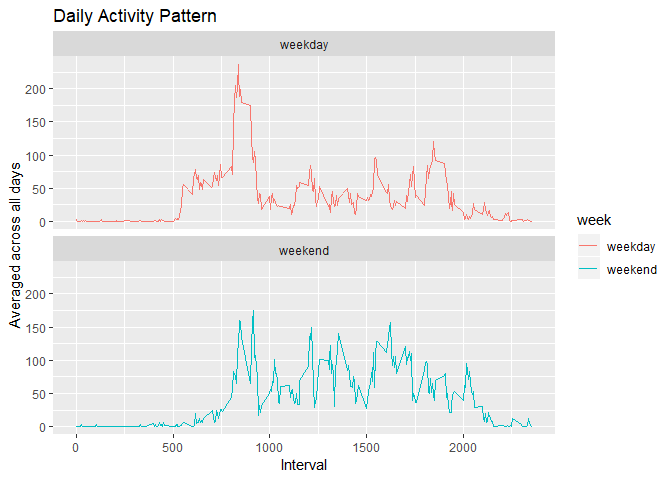 Daily Activity Pattern
weekday
200
150
100
50
0
weekend
200
150
100
50
0
0 500 1000 1500 2000
Interval
Averaged across all days
week
weekday
weekend